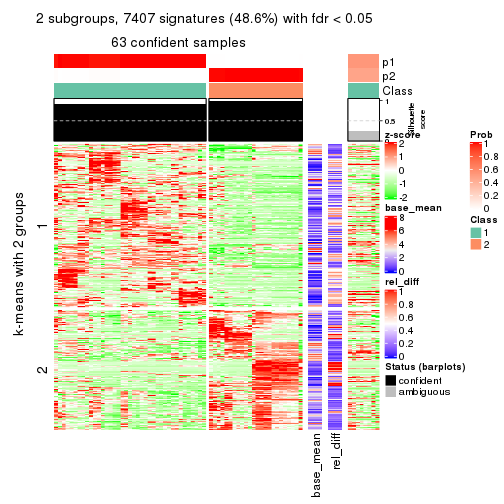 2 subgroups, 7407 signatures (48.6%) with fdr < 0.05
63 confident samples
p1
p2
Class
1
0.5
0
Silhouette
score
k-means with 2 groups
1
2
base_mean
rel_diff
z-score
2
1
0
-1
-2
base_mean
8
6
4
2
0
rel_diff
1
0.8
0.6
0.4
0.2
0
Status (barplots)
confident
ambiguous
Prob
1
0.8
0.6
0.4
0.2
0
Class
1
2